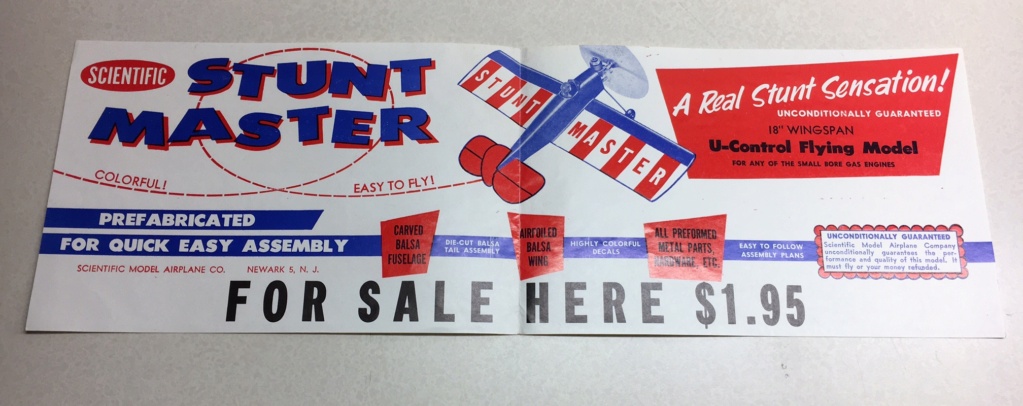 SCIENTIFIC
STUNT
MASTER
COLORFUL!
EASY TO FLY!
STUNT
MASTER
A Real Stunt Sensation!
UNCONDITIONALLY GUARANTEED
18" WINGSPAN
U-Control Flying Model
FOR ANY OF THE SMALL BORE GAS ENGINES
PREFABRICATED
FOR QUICK EASY ASSEMBLY
CARVED
BALSA
FUSELAGE
DIE-CUT BALSA
TAIL ASSEMBLY
AIRFOILED
BALSA
WING
HIGHLY COLORFUL
DECALS
ALL PREFORMED
METAL PARTS
HARDWARE, ETC.
EASY TO FOLLOW
ASSEMBLY PLANS
UNCONDITIONALLY GUARANTEED
Scientific Model Airplane Company
unconditionally guarantees the per-
formance and quality of this model. It
must fly or your money refunded.
SCIENTIFIC MODEL AIRPLANE CO. NEWARK 5, N. J.
FOR SALE HERE $1.95